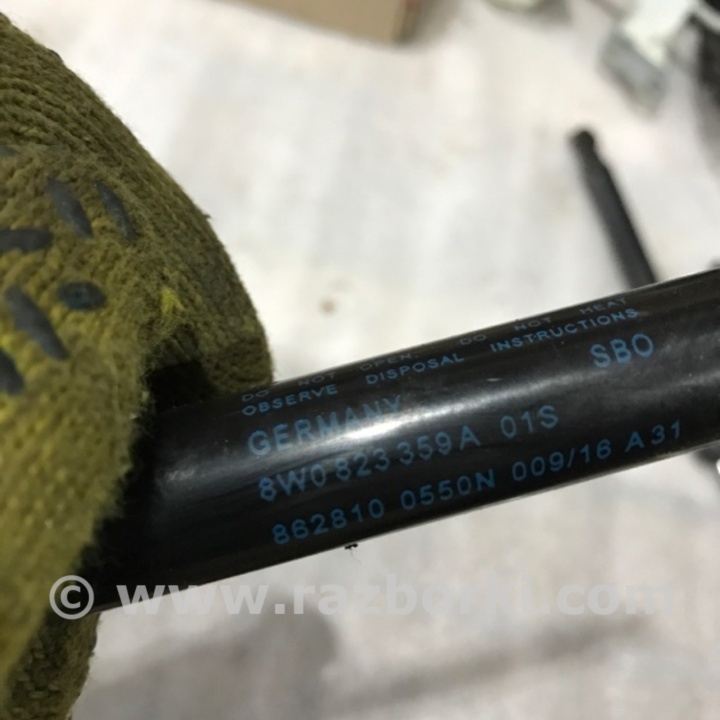 DO NOT OPEN. DO NOT HEAT
OBSERVE DISPOSAL INSTRUCTIONS
GERMANY SBO
8W0 823 359 A 01S
862810 0550N 009/16 A31
© www.razborki.com